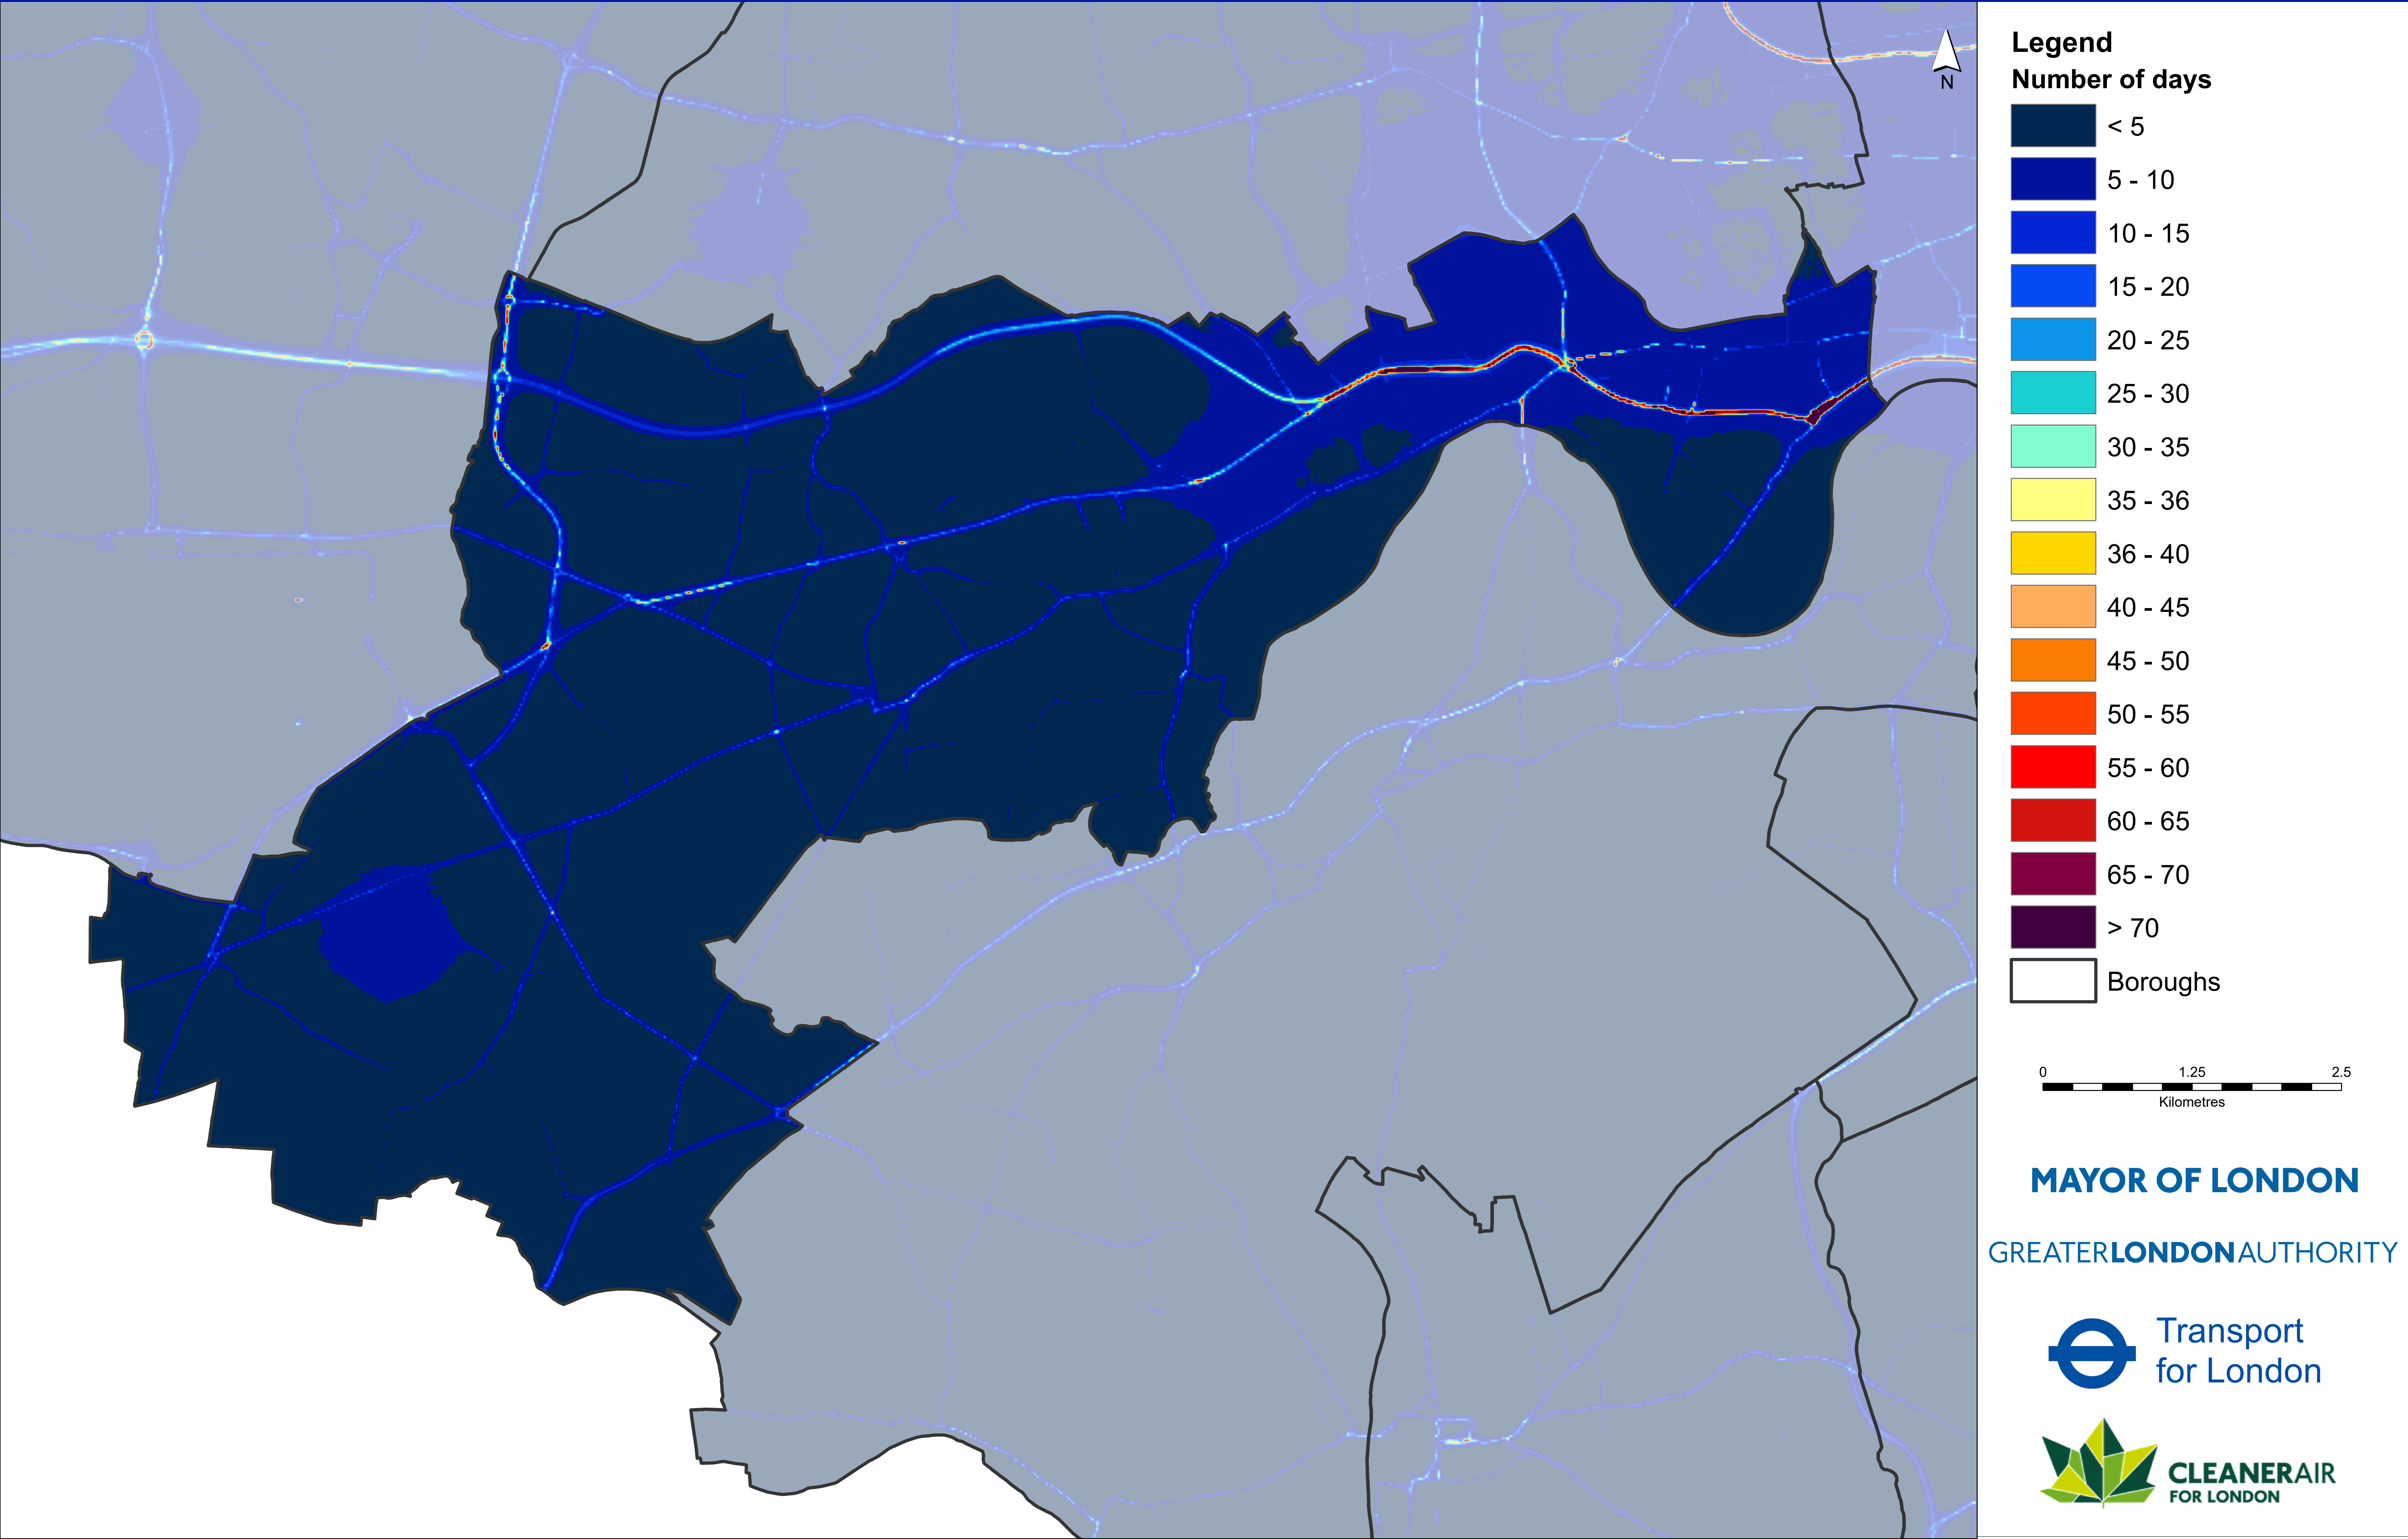 N
Legend
Number of days
< 5
5 - 10
10 - 15
15 - 20
20 - 25
25 - 30
30 - 35
35 - 36
36 - 40
40 - 45
45 - 50
50 - 55
55 - 60
60 - 65
65 - 70
> 70
Boroughs
0 1.25 2.5
Kilometres
MAYOR OF LONDON
GREATERLONDONAUTHORITY
Transport
for London
CLEANERAIR
FOR LONDON